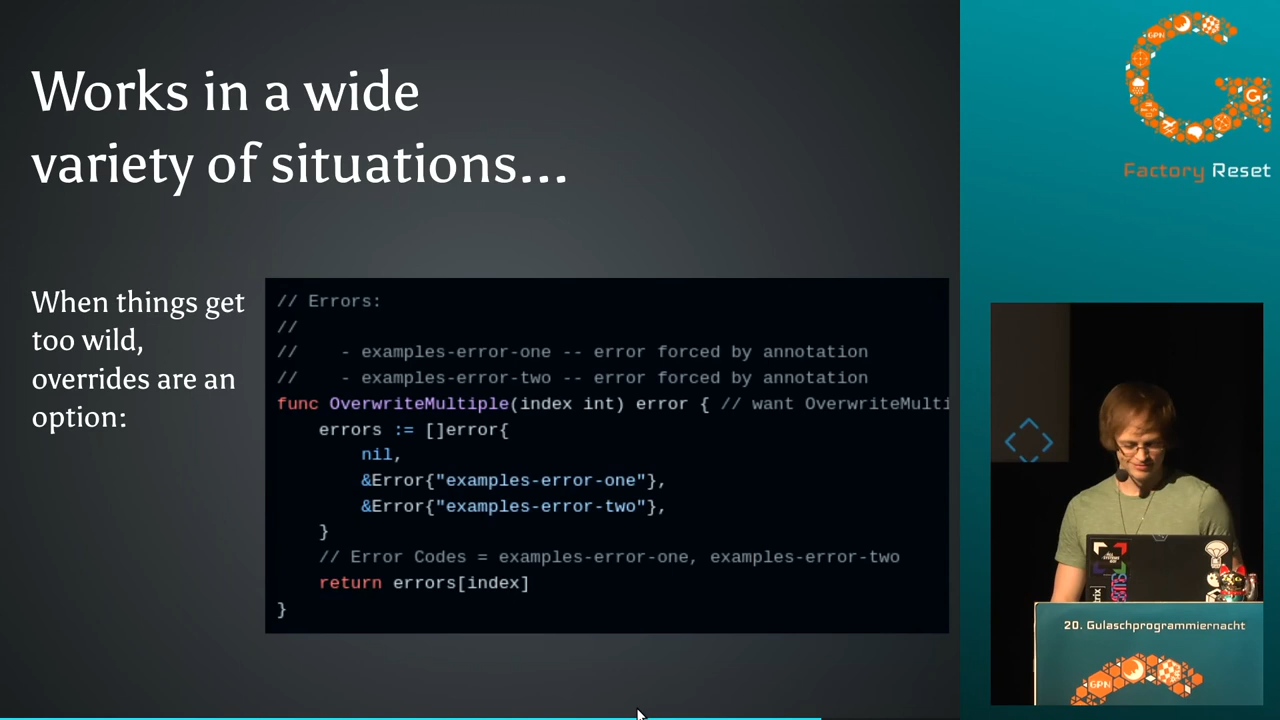 Works in a wide
variety of situations...
When things get
too wild,
overrides are an
option:
// Errors:
//
//    - examples-error-one -- error forced by annotation
//    - examples-error-two -- error forced by annotation
func OverwriteMultiple(index int) error { // want OverwriteMulti
    errors := []error{
        nil,
        &Error{"examples-error-one"},
        &Error{"examples-error-two"},
    }
    // Error Codes = examples-error-one, examples-error-two
    return errors[index]
}
GPN
G
Factory Reset
20. Gulaschprogrammiernacht
GPN